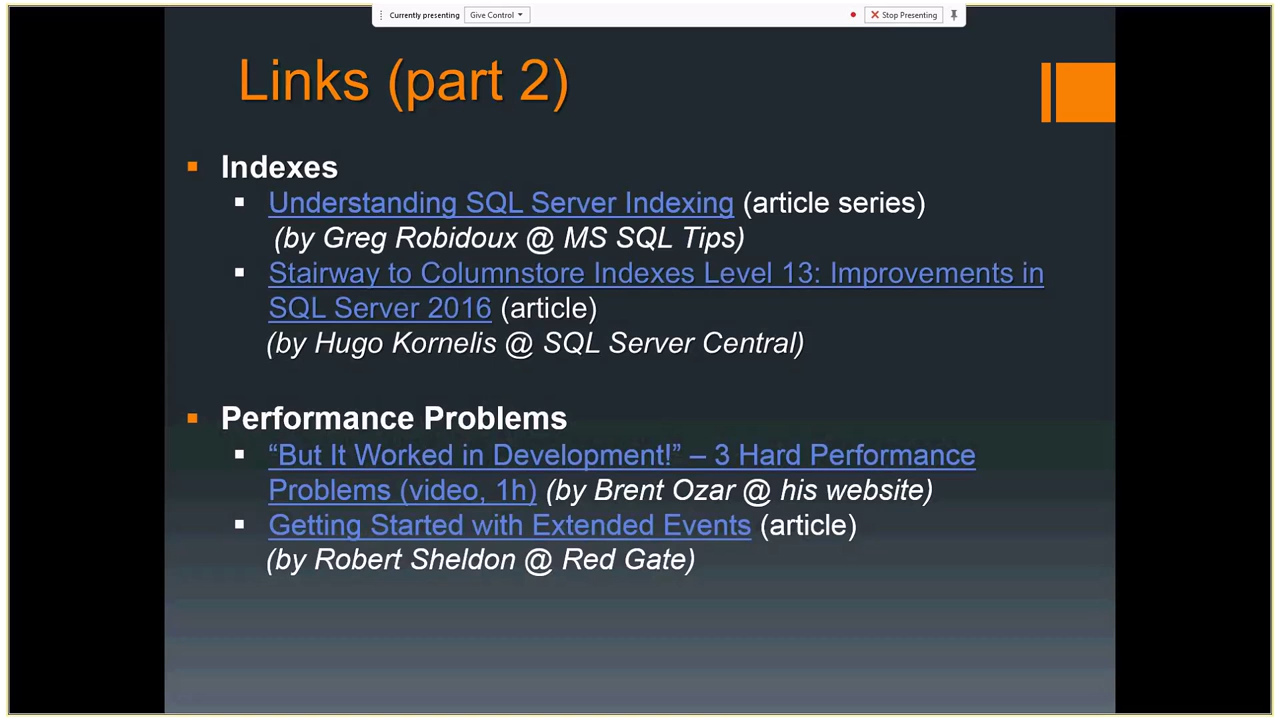 Currently presenting Give Control Stop Presenting
Links (part 2)
Indexes
Understanding SQL Server Indexing (article series)
(by Greg Robidoux @ MS SQL Tips)
Stairway to Columnstore Indexes Level 13: Improvements in
SQL Server 2016 (article)
(by Hugo Kornelis @ SQL Server Central)
Performance Problems
“But It Worked in Development!” – 3 Hard Performance
Problems (video, 1h) (by Brent Ozar @ his website)
Getting Started with Extended Events (article)
(by Robert Sheldon @ Red Gate)